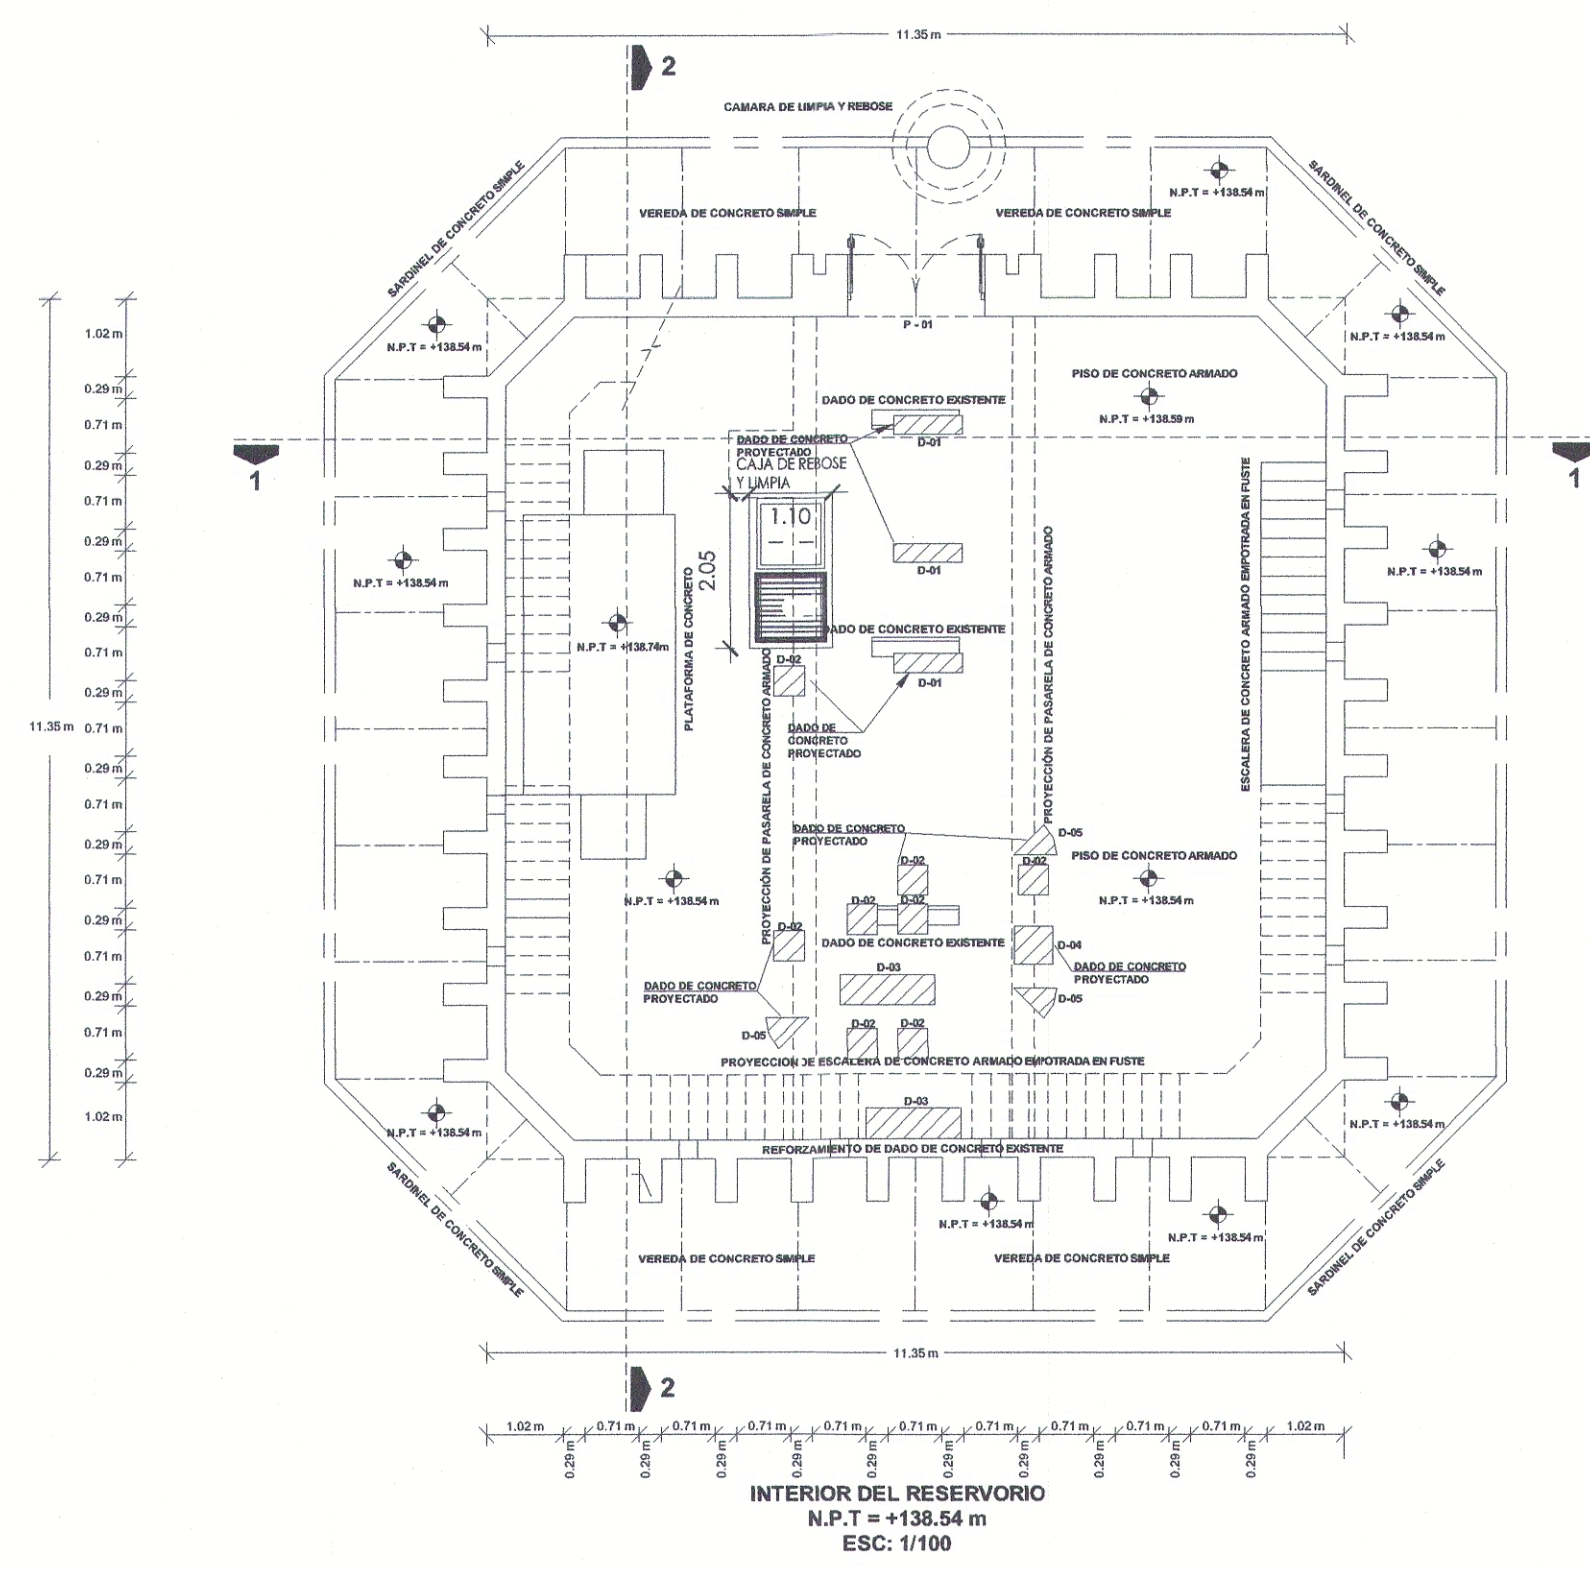 11.35 m
2
CAMARA DE LIMPIA Y REBOSE
SARDINEL DE CONCRETO SIMPLE
SARDINEL DE CONCRETO SIMPLE
N.P.T = +138.54 m
VEREDA DE CONCRETO SIMPLE
VEREDA DE CONCRETO SIMPLE
P - 01
1.02 m
N.P.T = +138.54 m
N.P.T = +138.54 m
0.29 m
PISO DE CONCRETO ARMADO
N.P.T = +138.59 m
DADO DE CONCRETO EXISTENTE
D-01
0.71 m
DADO DE CONCRETO
PROYECTADO
CAJA DE REBOSE
Y LIMPIA
1
1
0.29 m
0.71 m
1.10
2.05
0.29 m
D-01
0.71 m
N.P.T = +138.54 m
N.P.T = +138.54 m
PLATAFORMA DE CONCRETO
PROYECCIÓN DE PASARELA DE CONCRETO ARMADO
ESCALERA DE CONCRETO ARMADO EMPOTRADA EN FUSTE
0.29 m
DADO DE CONCRETO EXISTENTE
N.P.T = +138.74m
0.71 m
D-02
D-01
0.29 m
11.35 m
0.71 m
DADO DE
CONCRETO
PROYECTADO
PROYECCIÓN DE PASARELA DE CONCRETO ARMADO
0.29 m
0.71 m
DADO DE CONCRETO
PROYECTADO
D-05
0.29 m
D-02
D-02
PISO DE CONCRETO ARMADO
0.71 m
N.P.T = +138.54 m
N.P.T = +138.54 m
D-02
D-02
0.29 m
D-02
DADO DE CONCRETO EXISTENTE
D-04
0.71 m
D-03
DADO DE CONCRETO
PROYECTADO
DADO DE CONCRETO
PROYECTADO
0.29 m
D-05
0.71 m
D-05
D-02
D-02
PROYECCION DE ESCALERA DE CONCRETO ARMADO EMPOTRADA EN FUSTE
0.29 m
D-03
1.02 m
N.P.T = +138.54 m
N.P.T = +138.54 m
REFORZAMIENTO DE DADO DE CONCRETO EXISTENTE
SARDINEL DE CONCRETO SIMPLE
SARDINEL DE CONCRETO SIMPLE
N.P.T = +138.54 m
N.P.T = +138.54 m
VEREDA DE CONCRETO SIMPLE
VEREDA DE CONCRETO SIMPLE
11.35 m
2
1.02 m
0.71 m
0.71 m
0.71 m
0.71 m
0.71 m
0.71 m
0.71 m
0.71 m
0.71 m
1.02 m
0.29 m
0.29 m
0.29 m
0.29 m
0.29 m
0.29 m
0.29 m
0.29 m
0.29 m
0.29 m
INTERIOR DEL RESERVORIO
N.P.T = +138.54 m
ESC: 1/100